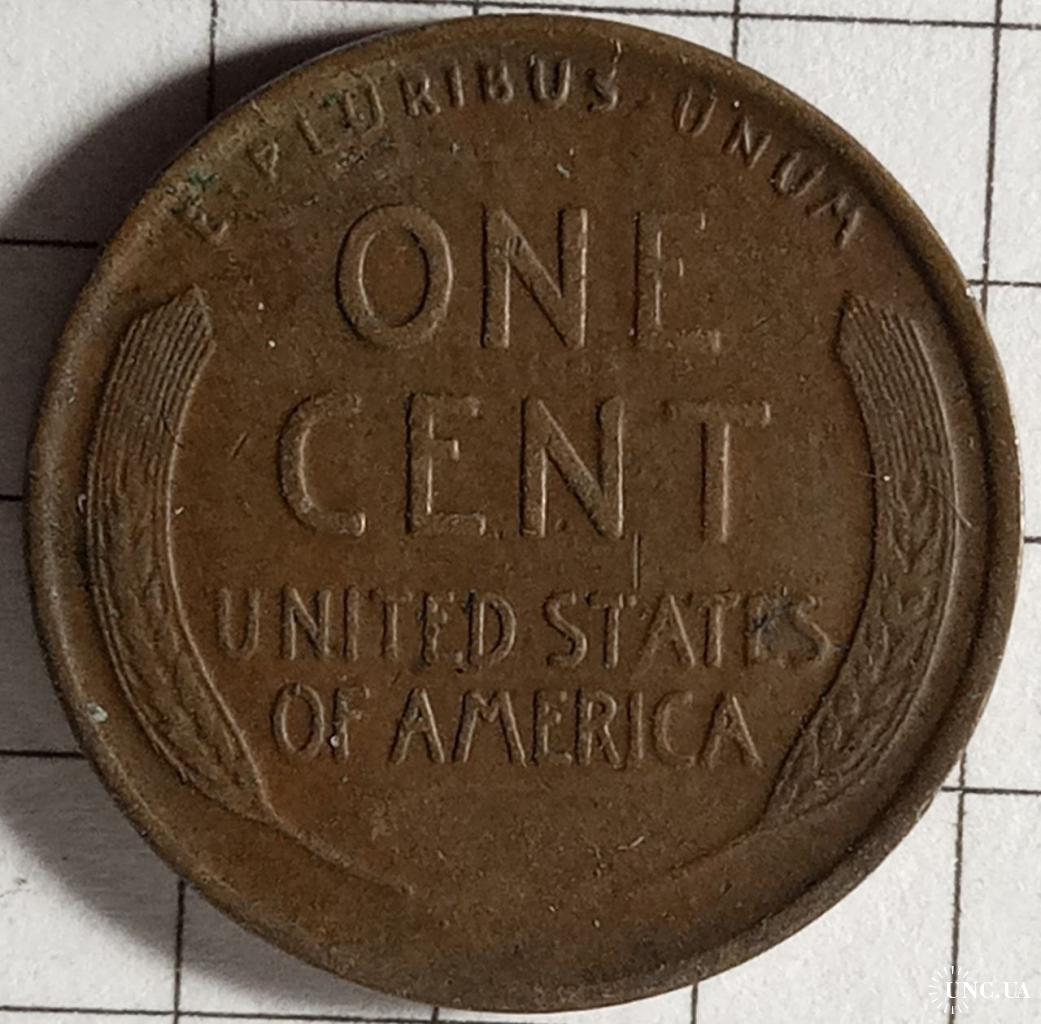 E · PLURIBUS · UNUM
ONE
CENT
UNITED STATES
OF AMERICA
UNC.UA